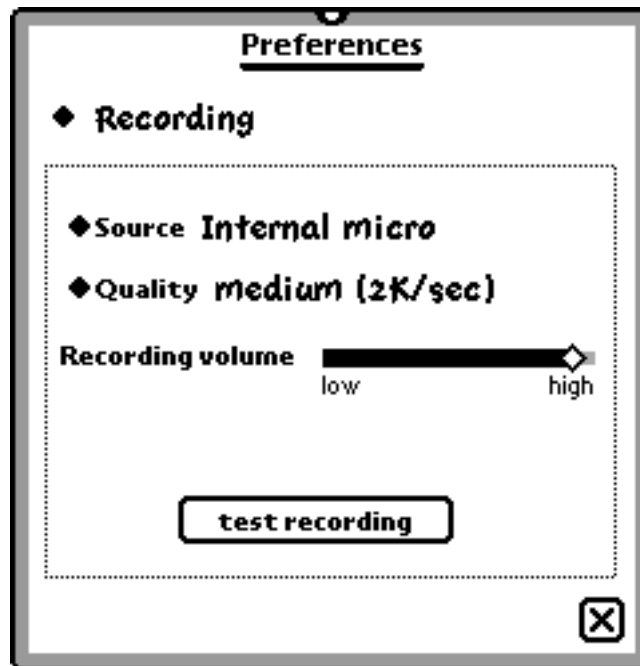 Preferences
Recording
Source Internal micro
Quality medium (2K/sec)
Recording volume
low high
test recording